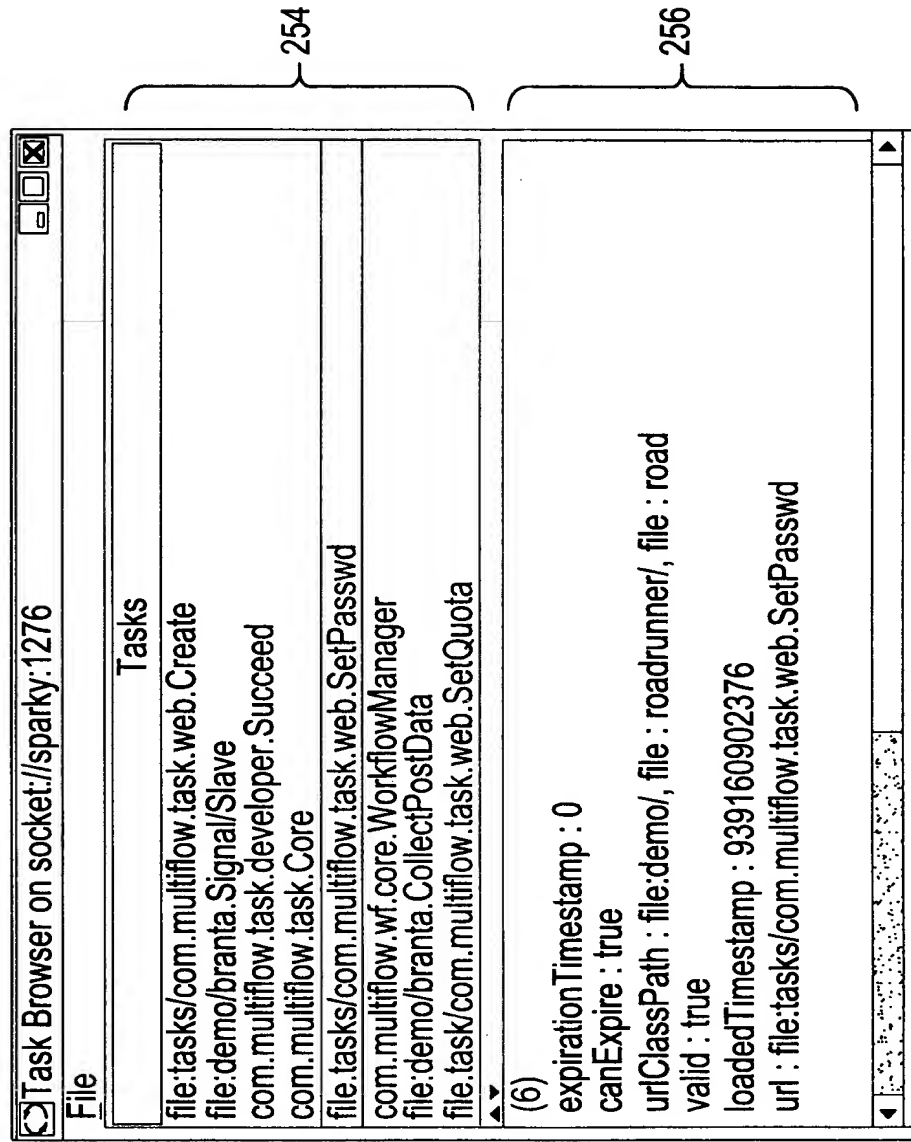 Task Browser on socket://sparky:1276
File
Tasks
file:tasks/com.multiflow.task.web.Create
file:demo/branta.Signal/Slave
com.multiflow.task.developer.Succeed
com.multiflow.task.Core
file.tasks/com.multiflow.task.web.SetPasswd
com.multiflow.wf.core.WorkflowManager
file:demo/branta.CollectPostData
file.task/com.multiflow.task.web.SetQuota
254
(6)
expirationTimestamp : 0
canExpire : true
urlClassPath : file:demo/, file : roadrunner/, file : road
valid : true
loadedTimestamp : 939160902376
url : file:tasks/com.multiflow.task.web.SetPasswd
256